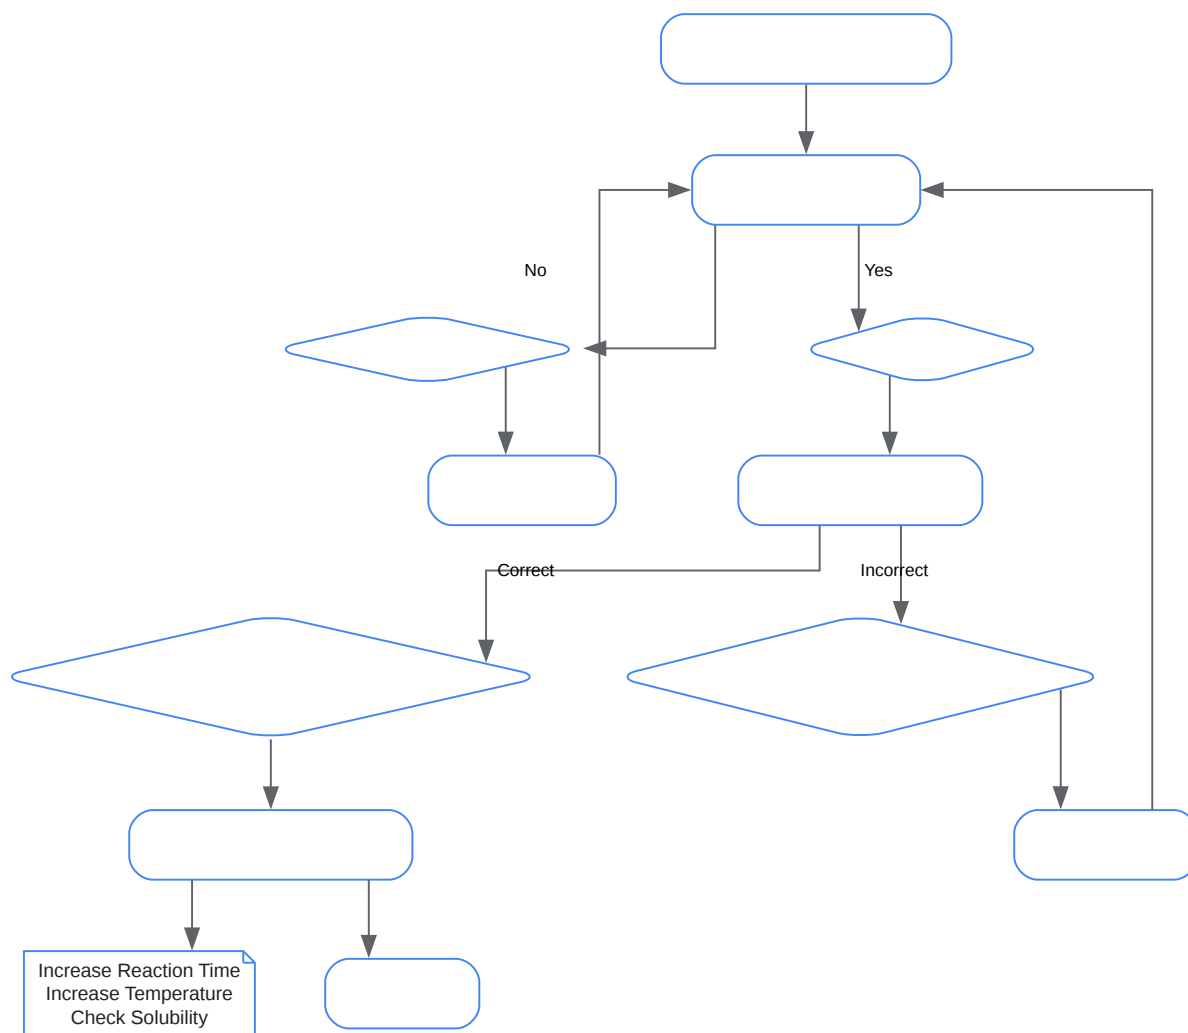 No
Yes
Correct
Incorrect
Increase Reaction Time
Increase Temperature
Check Solubility